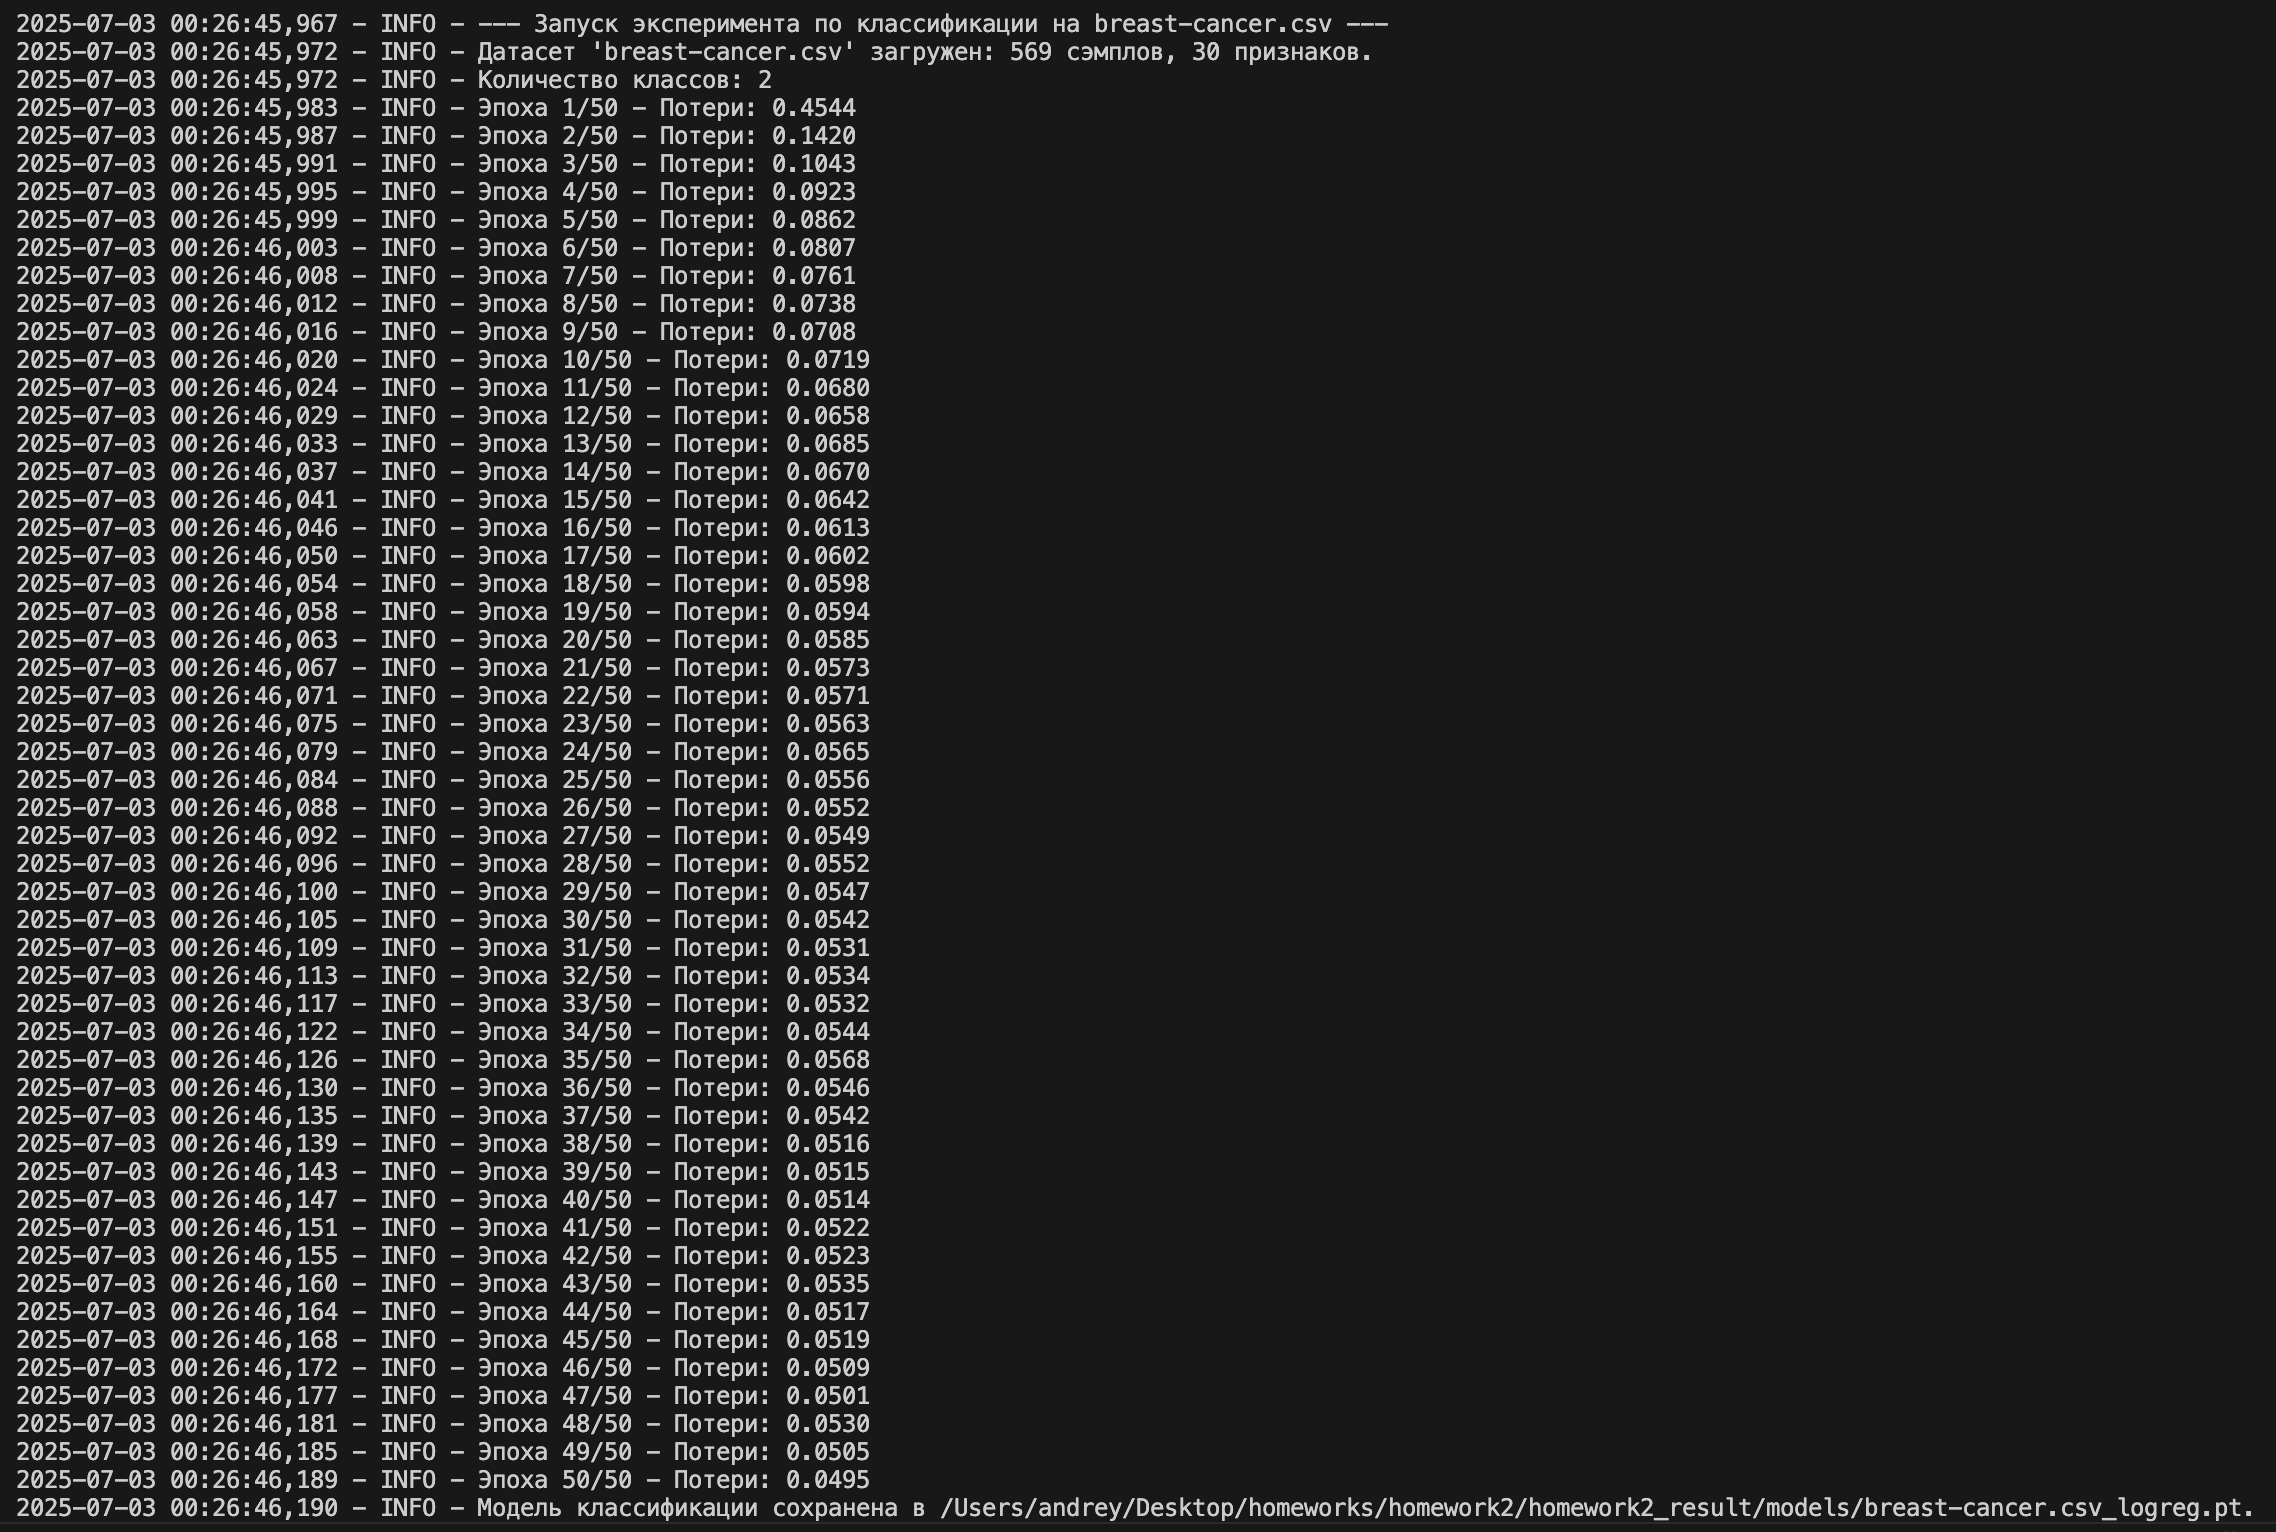 2025-07-03 00:26:45,967 - INFO - --- Запуск эксперимента по классификации на breast-cancer.csv ---
2025-07-03 00:26:45,972 - INFO - Датасет 'breast-cancer.csv' загружен: 569 сэмплов, 30 признаков.
2025-07-03 00:26:45,972 - INFO - Количество классов: 2
2025-07-03 00:26:45,983 - INFO - Эпоха 1/50 - Потери: 0.4544
2025-07-03 00:26:45,987 - INFO - Эпоха 2/50 - Потери: 0.1420
2025-07-03 00:26:45,991 - INFO - Эпоха 3/50 - Потери: 0.1043
2025-07-03 00:26:45,995 - INFO - Эпоха 4/50 - Потери: 0.0923
2025-07-03 00:26:45,999 - INFO - Эпоха 5/50 - Потери: 0.0862
2025-07-03 00:26:46,003 - INFO - Эпоха 6/50 - Потери: 0.0807
2025-07-03 00:26:46,008 - INFO - Эпоха 7/50 - Потери: 0.0761
2025-07-03 00:26:46,012 - INFO - Эпоха 8/50 - Потери: 0.0738
2025-07-03 00:26:46,016 - INFO - Эпоха 9/50 - Потери: 0.0708
2025-07-03 00:26:46,020 - INFO - Эпоха 10/50 - Потери: 0.0719
2025-07-03 00:26:46,024 - INFO - Эпоха 11/50 - Потери: 0.0680
2025-07-03 00:26:46,029 - INFO - Эпоха 12/50 - Потери: 0.0658
2025-07-03 00:26:46,033 - INFO - Эпоха 13/50 - Потери: 0.0685
2025-07-03 00:26:46,037 - INFO - Эпоха 14/50 - Потери: 0.0670
2025-07-03 00:26:46,041 - INFO - Эпоха 15/50 - Потери: 0.0642
2025-07-03 00:26:46,046 - INFO - Эпоха 16/50 - Потери: 0.0613
2025-07-03 00:26:46,050 - INFO - Эпоха 17/50 - Потери: 0.0602
2025-07-03 00:26:46,054 - INFO - Эпоха 18/50 - Потери: 0.0598
2025-07-03 00:26:46,058 - INFO - Эпоха 19/50 - Потери: 0.0594
2025-07-03 00:26:46,063 - INFO - Эпоха 20/50 - Потери: 0.0585
2025-07-03 00:26:46,067 - INFO - Эпоха 21/50 - Потери: 0.0573
2025-07-03 00:26:46,071 - INFO - Эпоха 22/50 - Потери: 0.0571
2025-07-03 00:26:46,075 - INFO - Эпоха 23/50 - Потери: 0.0563
2025-07-03 00:26:46,079 - INFO - Эпоха 24/50 - Потери: 0.0565
2025-07-03 00:26:46,084 - INFO - Эпоха 25/50 - Потери: 0.0556
2025-07-03 00:26:46,088 - INFO - Эпоха 26/50 - Потери: 0.0552
2025-07-03 00:26:46,092 - INFO - Эпоха 27/50 - Потери: 0.0549
2025-07-03 00:26:46,096 - INFO - Эпоха 28/50 - Потери: 0.0552
2025-07-03 00:26:46,100 - INFO - Эпоха 29/50 - Потери: 0.0547
2025-07-03 00:26:46,105 - INFO - Эпоха 30/50 - Потери: 0.0542
2025-07-03 00:26:46,109 - INFO - Эпоха 31/50 - Потери: 0.0531
2025-07-03 00:26:46,113 - INFO - Эпоха 32/50 - Потери: 0.0534
2025-07-03 00:26:46,117 - INFO - Эпоха 33/50 - Потери: 0.0532
2025-07-03 00:26:46,122 - INFO - Эпоха 34/50 - Потери: 0.0544
2025-07-03 00:26:46,126 - INFO - Эпоха 35/50 - Потери: 0.0568
2025-07-03 00:26:46,130 - INFO - Эпоха 36/50 - Потери: 0.0546
2025-07-03 00:26:46,135 - INFO - Эпоха 37/50 - Потери: 0.0542
2025-07-03 00:26:46,139 - INFO - Эпоха 38/50 - Потери: 0.0516
2025-07-03 00:26:46,143 - INFO - Эпоха 39/50 - Потери: 0.0515
2025-07-03 00:26:46,147 - INFO - Эпоха 40/50 - Потери: 0.0514
2025-07-03 00:26:46,151 - INFO - Эпоха 41/50 - Потери: 0.0522
2025-07-03 00:26:46,155 - INFO - Эпоха 42/50 - Потери: 0.0523
2025-07-03 00:26:46,160 - INFO - Эпоха 43/50 - Потери: 0.0535
2025-07-03 00:26:46,164 - INFO - Эпоха 44/50 - Потери: 0.0517
2025-07-03 00:26:46,168 - INFO - Эпоха 45/50 - Потери: 0.0519
2025-07-03 00:26:46,172 - INFO - Эпоха 46/50 - Потери: 0.0509
2025-07-03 00:26:46,177 - INFO - Эпоха 47/50 - Потери: 0.0501
2025-07-03 00:26:46,181 - INFO - Эпоха 48/50 - Потери: 0.0530
2025-07-03 00:26:46,185 - INFO - Эпоха 49/50 - Потери: 0.0505
2025-07-03 00:26:46,189 - INFO - Эпоха 50/50 - Потери: 0.0495
2025-07-03 00:26:46,190 - INFO - Модель классификации сохранена в /Users/andrey/Desktop/homeworks/homework2/homework2_result/models/breast-cancer.csv_logreg.pt.